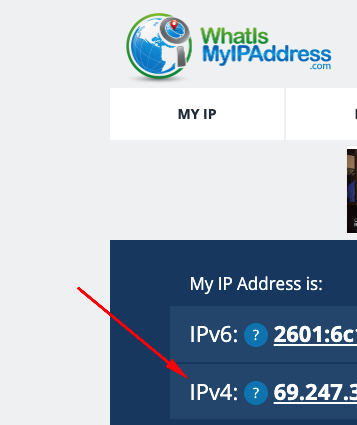 WhatIs
MyIPAddress
.com
MY IP
My IP Address is:
IPv6: ? 2601:6c
IPv4: ? 69.247.3